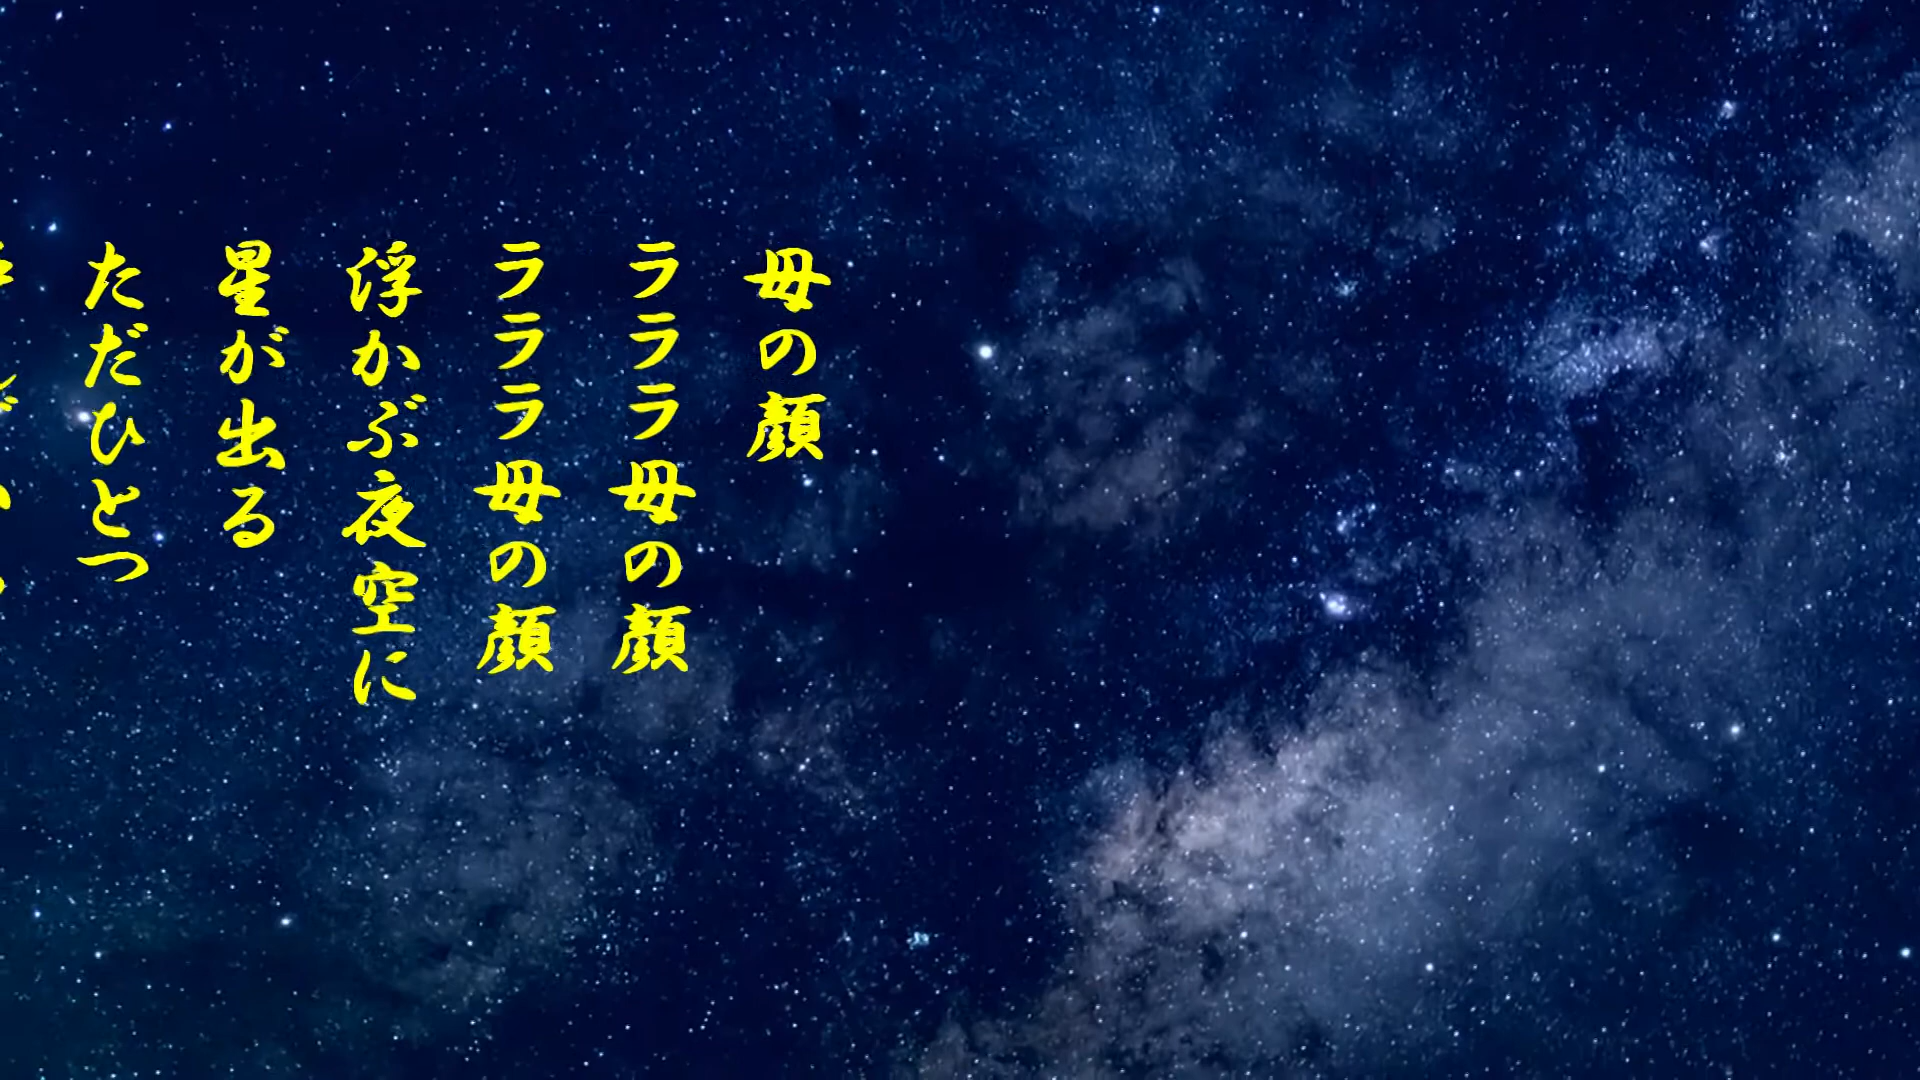 母の顔
ラララ母の顔
ラララ母の顔
浮かぶ夜空に
星が出る
ただひとつ